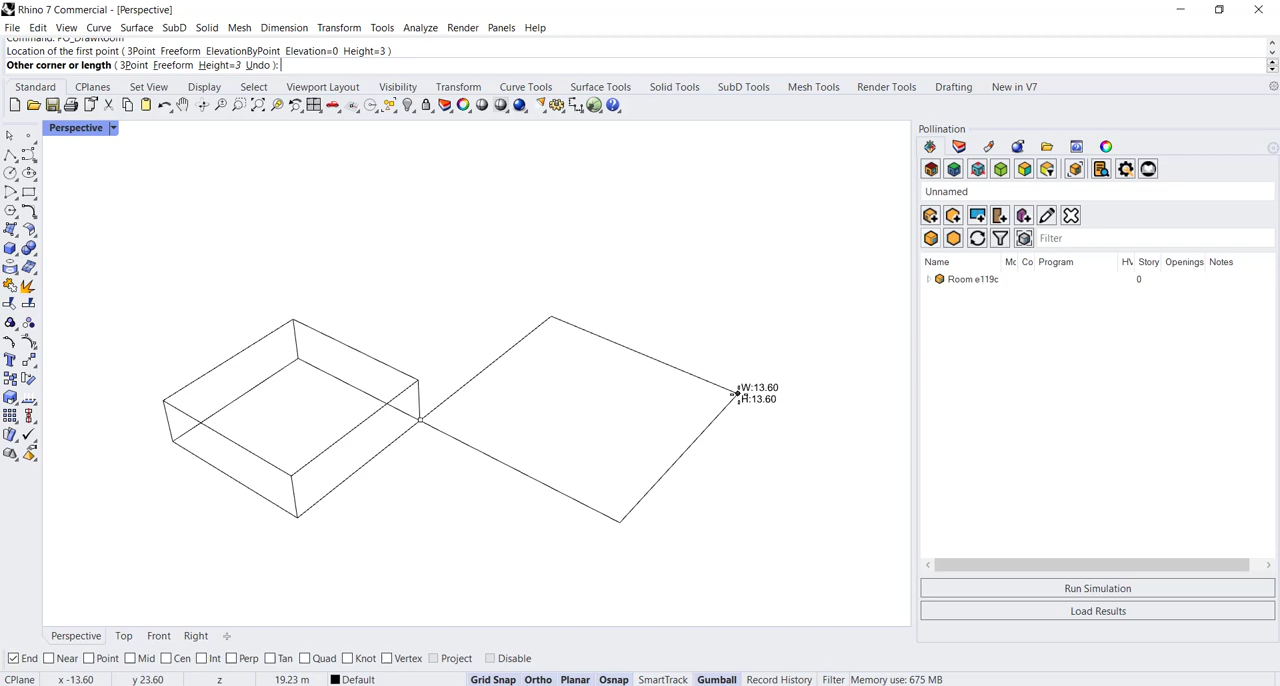 Rhino 7 Commercial - [Perspective]
File Edit View Curve Surface SubD Solid Mesh Dimension Transform Tools Analyze Render Panels Help
Command: PO_DrawRoom
Location of the first point ( 3Point Freeform ElevationByPoint Elevation=0 Height=3 )
Other corner or length ( 3Point Freeform Height=3 Undo ):
Standard CPlanes Set View Display Select Viewport Layout Visibility Transform Curve Tools Surface Tools Solid Tools SubD Tools Mesh Tools Render Tools Drafting New in V7
Perspective
Pollination
Unnamed
Filter
Name Mc Co Program HV Story Openings Notes
Room e119c 0
W:13.60
H:13.60
Run Simulation
Load Results
Perspective Top Front Right
End Near Point Mid Cen Int Perp Tan Quad Knot Vertex Project Disable
CPlane x -13.60 y 23.60 z 19.23 m Default Grid Snap Ortho Planar Osnap SmartTrack Gumball Record History Filter Memory use: 675 MB